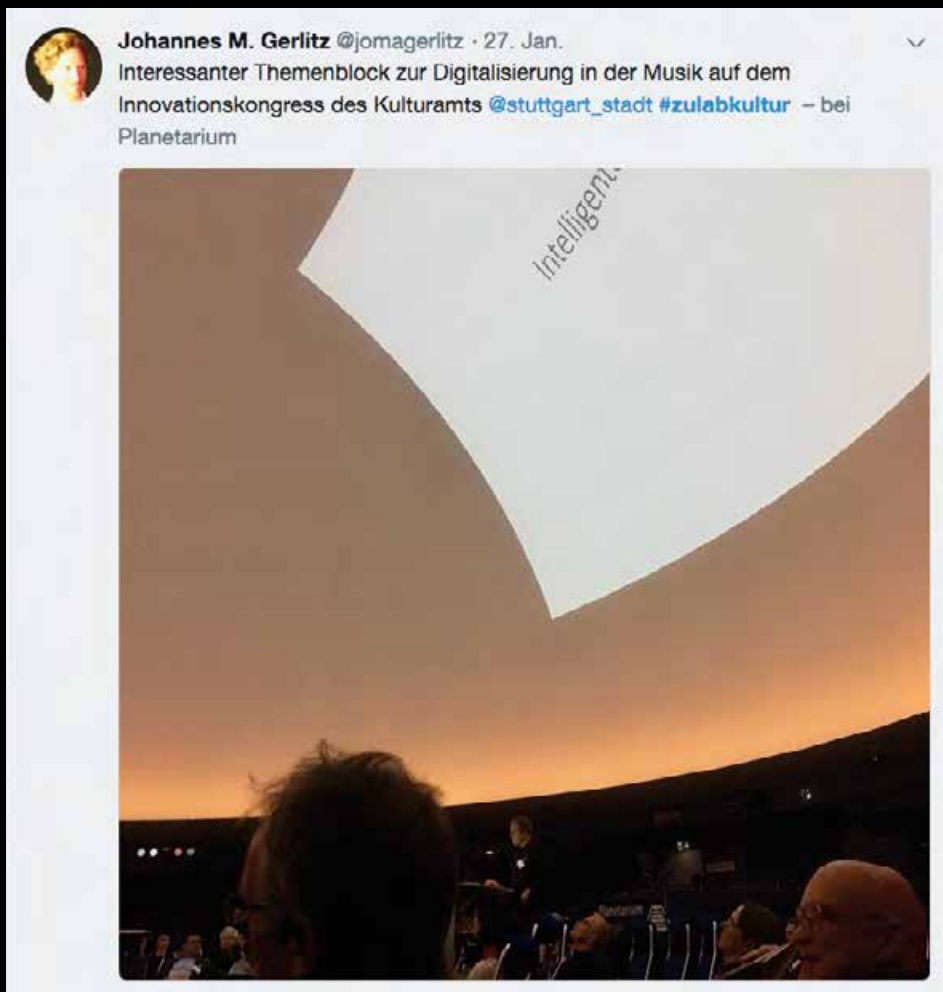 Johannes M. Gerlitz @jomagerlitz · 27. Jan.
Interessanter Themenblock zur Digitalisierung in der Musik auf dem
Innovationskongress des Kulturamts @stuttgart_stadt #zulabkultur – bei
Planetarium
Intelligent
Planetarium